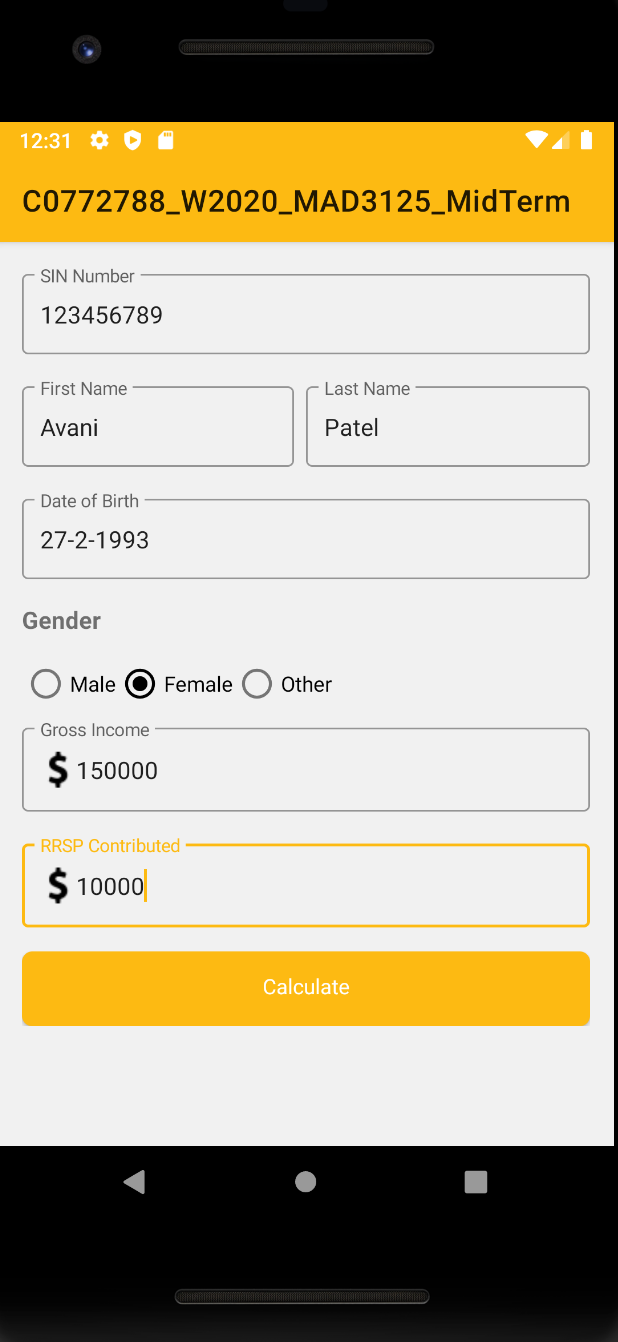 12:31
C0772788_W2020_MAD3125_MidTerm
SIN Number
123456789
First Name Last Name
Avani Patel
Date of Birth
27-2-1993
Gender
Male Female Other
Gross Income
$ 150000
RRSP Contributed
$ 10000
Calculate